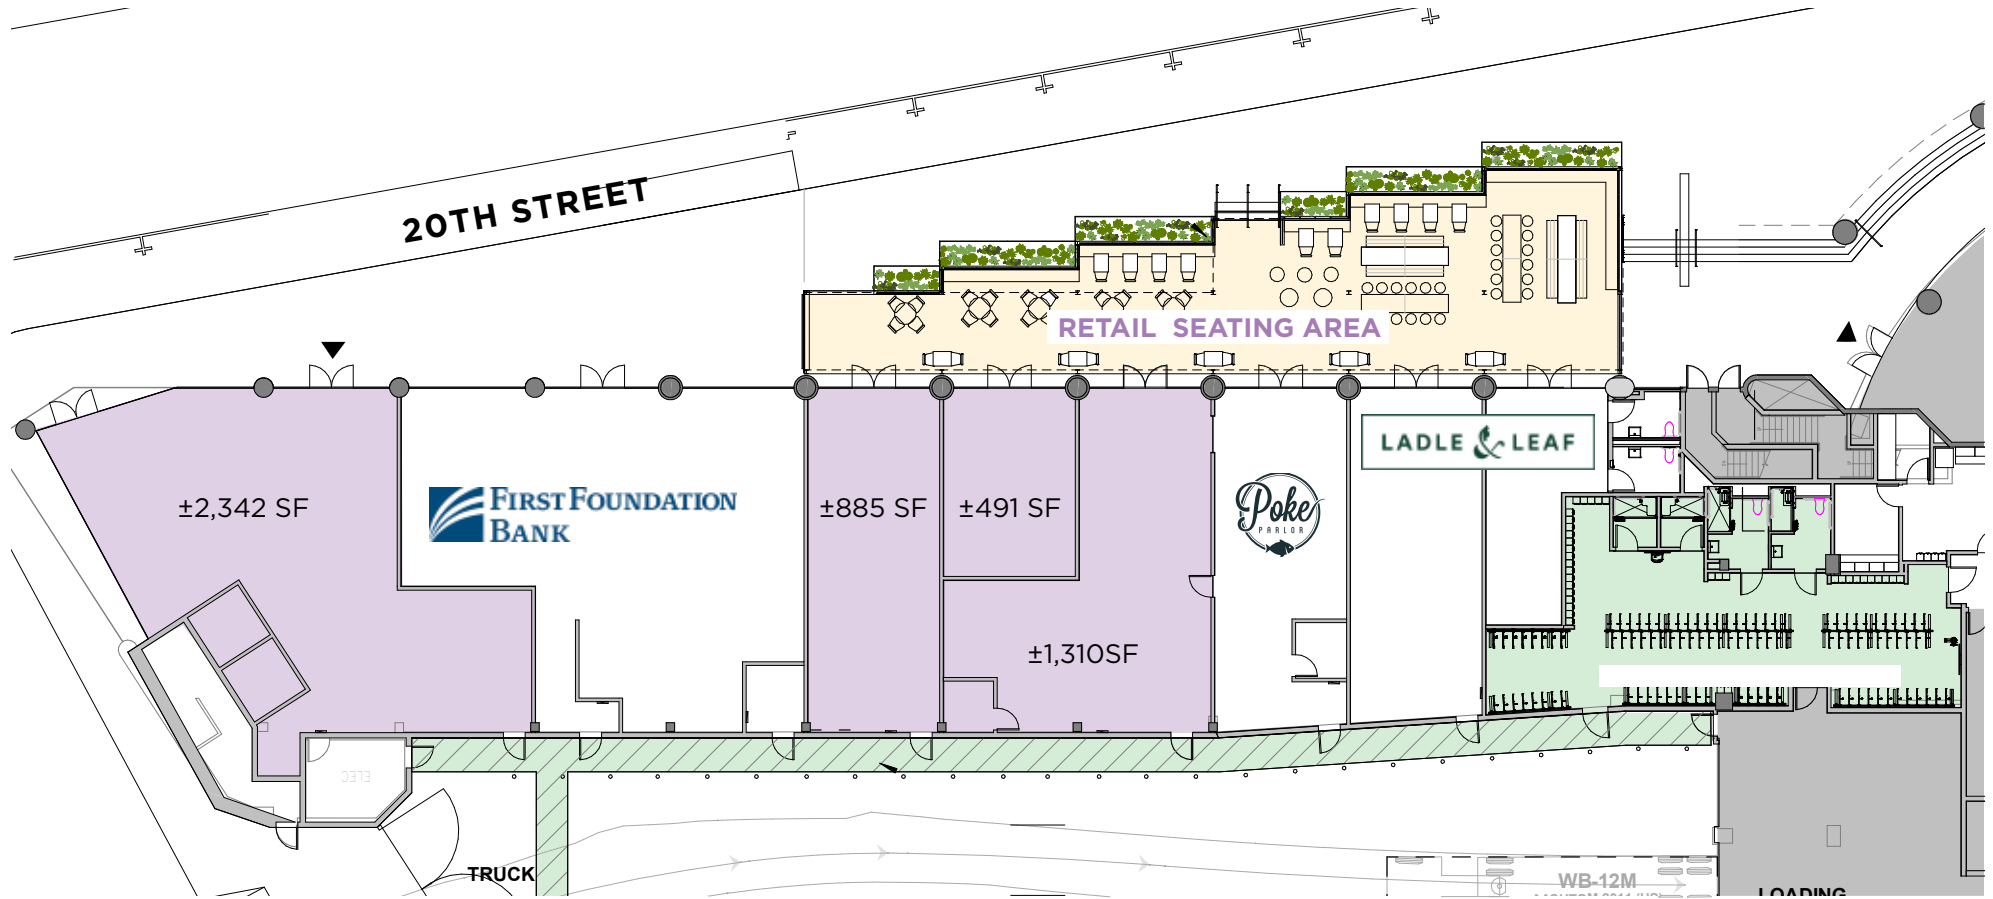 20TH STREET
RETAIL SEATING AREA
LADLE & LEAF
±2,342 SF
FIRST FOUNDATION
BANK
±885 SF
±491 SF
Poke
PARLOR
±1,310SF
ELEC
TRUCK
WB-12M
LOADING